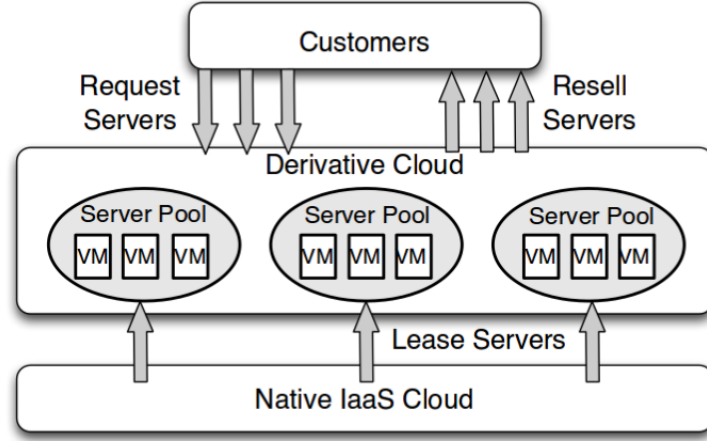 Customers
Request
Servers
Resell
Servers
Derivative Cloud
Server Pool
VM VM VM
Server Pool
VM VM VM
Server Pool
VM VM VM
Lease Servers
Native IaaS Cloud